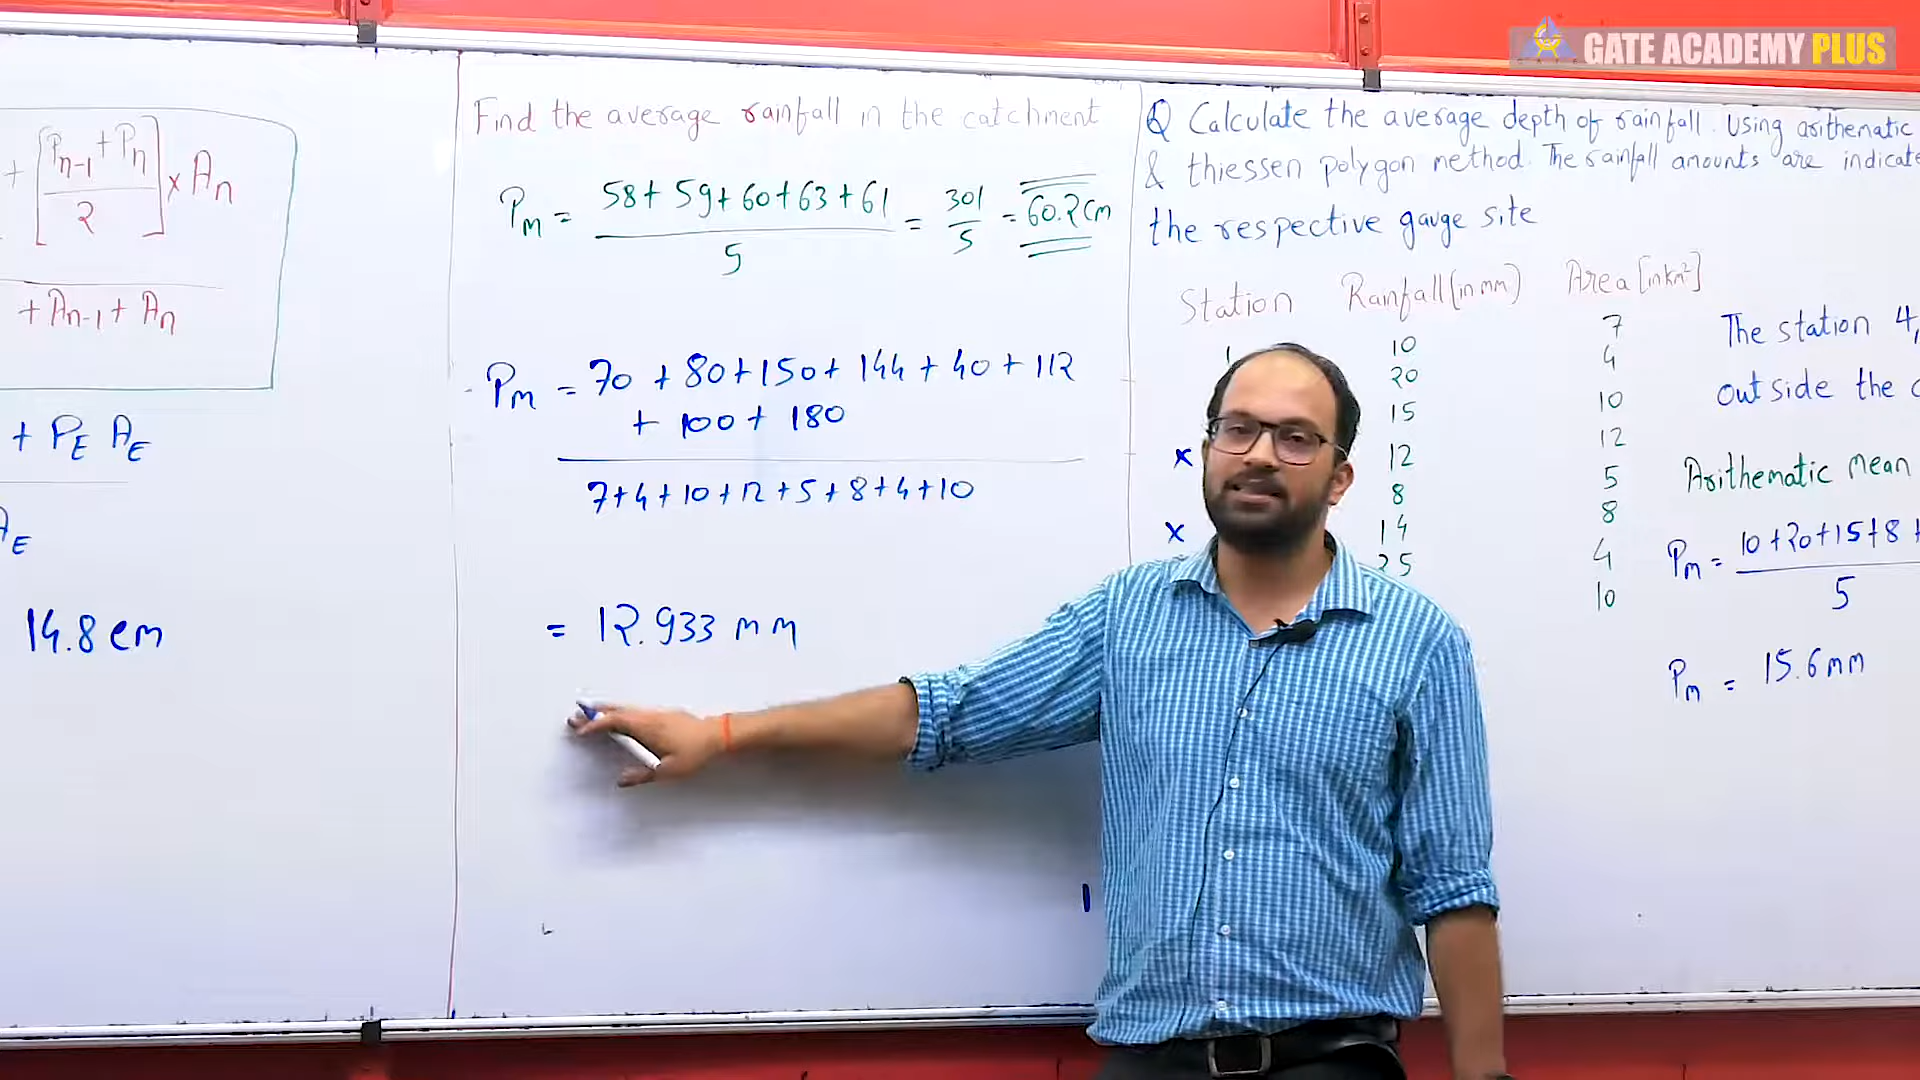 GATE ACADEMY PLUS
+ [Pn-1 + Pn / 2] × An
+ An-1 + An
+ PE AE
AE
14.8 cm
Find the average rainfall in the catchment
Pm = 58+ 59+ 60+ 63+ 61 / 5 = 301 / 5 = 60.2 cm
Pm = 70 + 80+ 150+ 144 + 40 + 112
+ 100 + 180
7+4+10+12+5+8+4+10
= 12.933 mm
Q Calculate the average depth of rainfall. Using arithematic
& thiessen polygon method. The rainfall amounts are indicate
the respective gauge site
Station Rainfall (in mm) Area [in km²]
1 10 7
20 4
15 10
× 12 12
8 5
× 14 8
25 4
10
The station 4,
outside the c
Arithematic mean
Pm = 10+20+15+8+ / 5
Pm = 15.6 mm